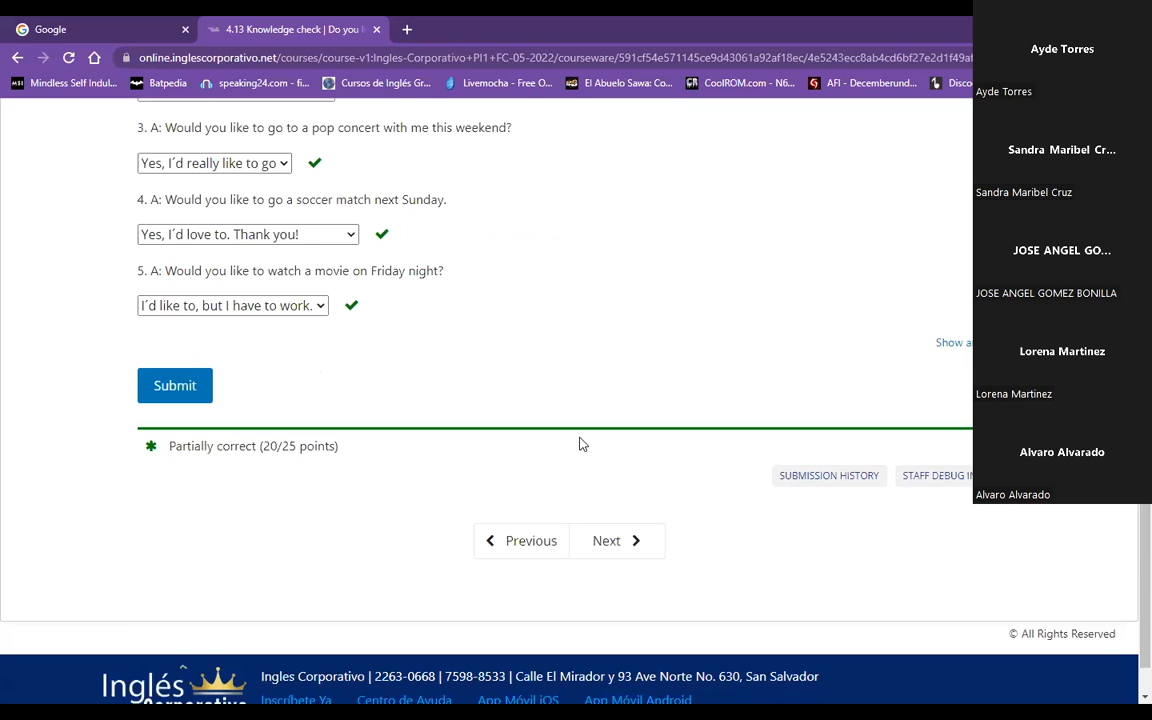 Google
4.13 Knowledge check | Do you l
online.inglescorporativo.net/courses/course-v1:Ingles-Corporativo+PI1+FC-05-2022/courseware/591cf54e571145ce9d43061a92af18ec/4e5243ecc8ab4cd6bf27e2d1f49af
Mindless Self Indul...
Batpedia
speaking24.com - fi...
Cursos de Inglés Gr...
Livemocha - Free O...
El Abuelo Sawa: Co...
CoolROM.com - N6...
AFI - Decemberund...
Disco
3. A: Would you like to go to a pop concert with me this weekend?
Yes, I´d really like to go
4. A: Would you like to go a soccer match next Sunday.
Yes, I´d love to. Thank you!
5. A: Would you like to watch a movie on Friday night?
I´d like to, but I have to work.
Show a
Submit
Partially correct (20/25 points)
SUBMISSION HISTORY
STAFF DEBUG IN
Previous
Next
© All Rights Reserved
Inglés
Ingles Corporativo | 2263-0668 | 7598-8533 | Calle El Mirador y 93 Ave Norte No. 630, San Salvador
Inscríbete Ya
Centro de Ayuda
App Móvil iOS
App Móvil Android
Ayde Torres
Ayde Torres
Sandra Maribel Cr...
Sandra Maribel Cruz
JOSE ANGEL GO...
JOSE ANGEL GOMEZ BONILLA
Lorena Martinez
Lorena Martinez
Alvaro Alvarado
Alvaro Alvarado